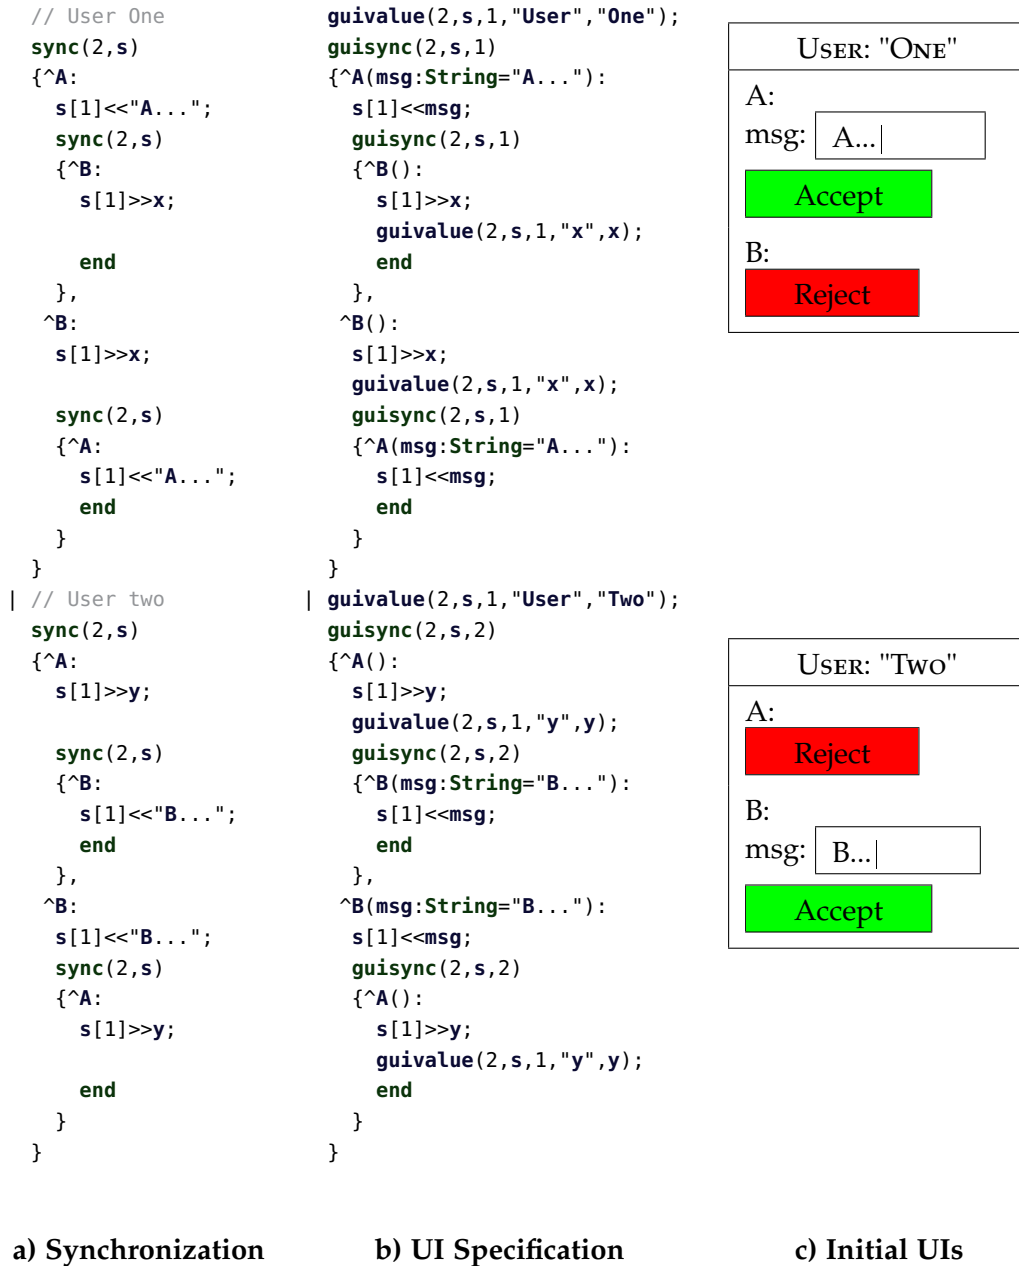 // User One
sync(2,s)
{^A:
s[1]<<"A...";
sync(2,s)
{^B:
s[1]>>x;
end
},
^B:
s[1]>>x;
sync(2,s)
{^A:
s[1]<<"A...";
end
}
}
| // User two
sync(2,s)
{^A:
s[1]>>y;
sync(2,s)
{^B:
s[1]<<"B...";
end
},
^B:
s[1]<<"B...";
sync(2,s)
{^A:
s[1]>>y;
end
}
}
a) Synchronization
guivalue(2,s,1,"User","One");
guisync(2,s,1)
{^A(msg:String="A..."):
s[1]<<msg;
guisync(2,s,1)
{^B():
s[1]>>x;
guivalue(2,s,1,"x",x);
end
},
^B():
s[1]>>x;
guivalue(2,s,1,"x",x);
guisync(2,s,1)
{^A(msg:String="A..."):
s[1]<<msg;
end
}
}
| guivalue(2,s,1,"User","Two");
guisync(2,s,2)
{^A():
s[1]>>y;
guivalue(2,s,1,"y",y);
guisync(2,s,2)
{^B(msg:String="B..."):
s[1]<<msg;
end
},
^B(msg:String="B..."):
s[1]<<msg;
guisync(2,s,2)
{^A():
s[1]>>y;
guivalue(2,s,1,"y",y);
end
}
}
b) UI Specification
User: "One"
A:
msg: A...|
Accept
B:
Reject
User: "Two"
A:
Reject
B:
msg: B...|
Accept
c) Initial UIs